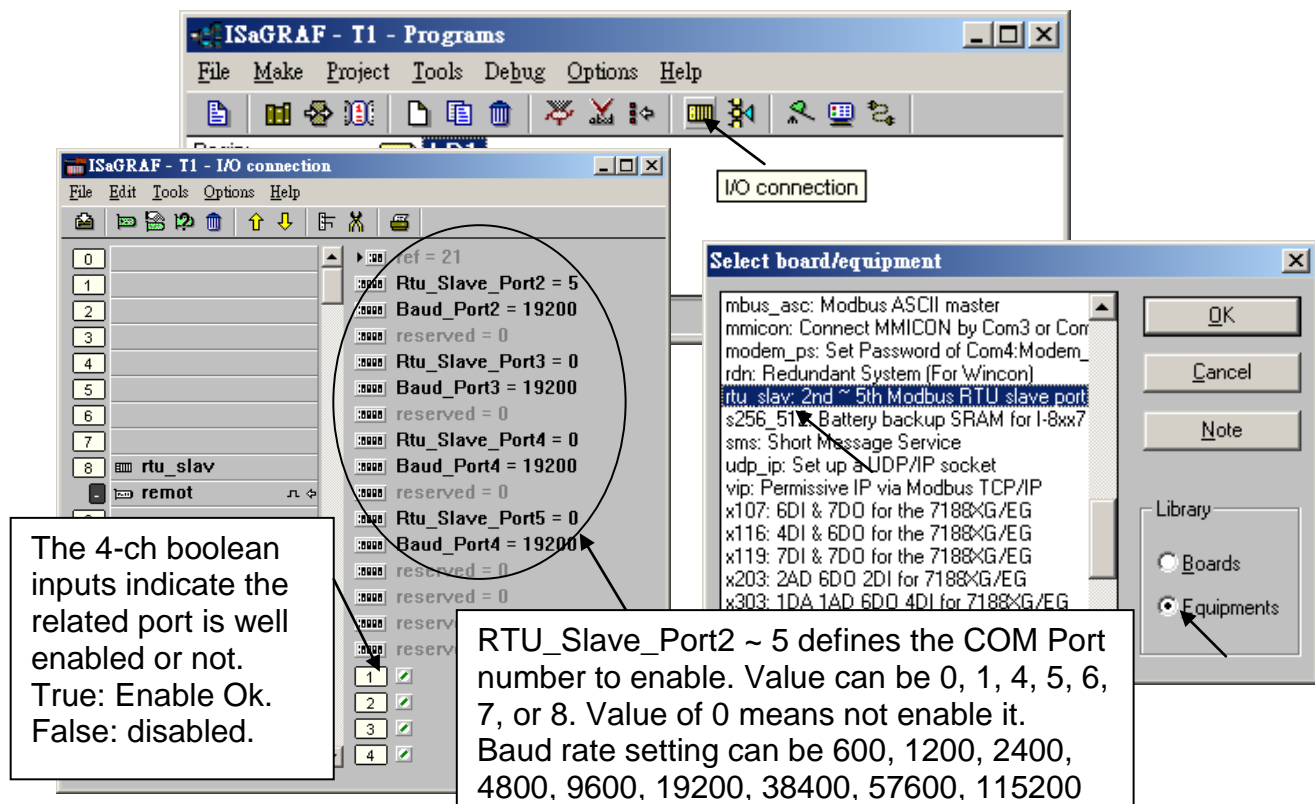 ISaGRAF - T1 - Programs
File Make Project Tools Debug Options Help
I/O connection
ISaGRAF - T1 - I/O connection
File Edit Tools Options Help
0
1
2
3
4
5
6
7
8 rtu_slav
remot
ref = 21
Rtu_Slave_Port2 = 5
Baud_Port2 = 19200
reserved = 0
Rtu_Slave_Port3 = 0
Baud_Port3 = 19200
reserved = 0
Rtu_Slave_Port4 = 0
Baud_Port4 = 19200
reserved = 0
Rtu_Slave_Port5 = 0
Baud_Port4 = 19200
reserved = 0
reserved = 0
reserv
reserv
1
2
3
4
The 4-ch boolean
inputs indicate the
related port is well
enabled or not.
True: Enable Ok.
False: disabled.
Select board/equipment
mbus_asc: Modbus ASCII master
mmicon: Connect MMICON by Com3 or Com
modem_ps: Set Password of Com4:Modem_
rdn: Redundant System (For Wincon)
rtu_slav: 2nd ~ 5th Modbus RTU slave port
s256_512: Battery backup SRAM for I-8xx7
sms: Short Message Service
udp_ip: Set up a UDP/IP socket
vip: Permissive IP via Modbus TCP/IP
x107: 6DI & 7DO for the 7188XG/EG
x116: 4DI & 6DO for the 7188XG/EG
x119: 7DI & 7DO for the 7188XG/EG
x203: 2AD 6DO 2DI for 7188XG/EG
x303: 1DA 1AD 6DO 4DI for 7188XG/EG
OK
Cancel
Note
Library
Boards
Equipments
RTU_Slave_Port2 ~ 5 defines the COM Port
number to enable. Value can be 0, 1, 4, 5, 6,
7, or 8. Value of 0 means not enable it.
Baud rate setting can be 600, 1200, 2400,
4800, 9600, 19200, 38400, 57600, 115200